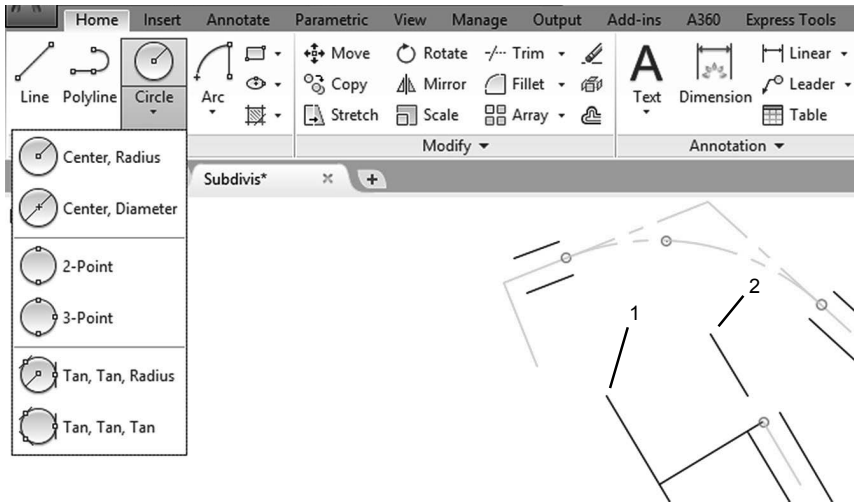 Home Insert Annotate Parametric View Manage Output Add-ins A360 Express Tools
Line Polyline Circle Arc
Move Rotate Trim
Copy Mirror Fillet
Stretch Scale Array
Modify
Text Dimension
Linear
Leader
Table
Annotation
Center, Radius
Center, Diameter
2-Point
3-Point
Tan, Tan, Radius
Tan, Tan, Tan
Subdivis*
1
2